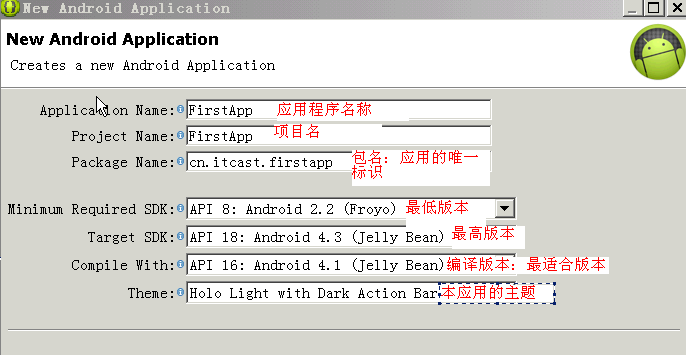 New Android Application
New Android Application
Creates a new Android Application
Application Name: FirstApp 应用程序名称
Project Name: FirstApp 项目名
Package Name: cn.itcast.firstapp 包名：应用的唯一
标识
Minimum Required SDK: API 8: Android 2.2 (Froyo) 最低版本
Target SDK: API 18: Android 4.3 (Jelly Bean) 最高版本
Compile With: API 16: Android 4.1 (Jelly Bean) 编译版本：最适合版本
Theme: Holo Light with Dark Action Bar 本应用的主题